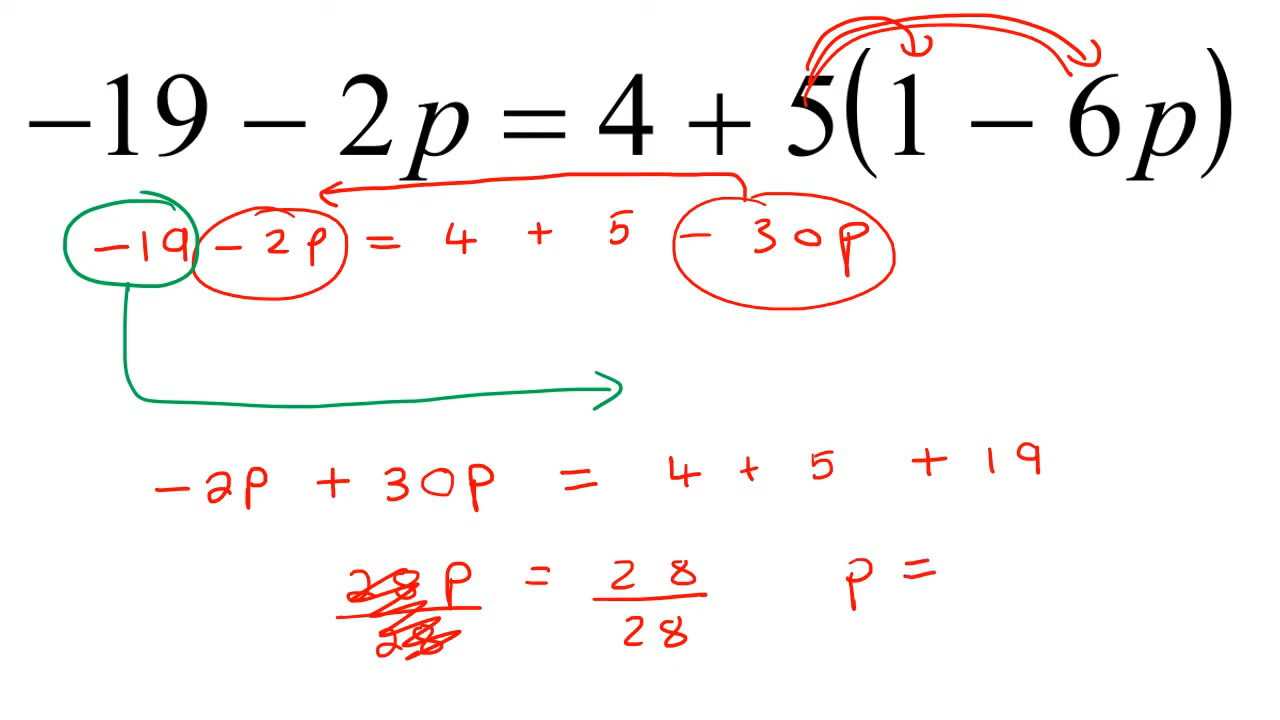 −19 − 2p = 4 + 5(1 − 6p)
−19 − 2p = 4 + 5 − 30p
−2p + 30p = 4 + 5 + 19
28p/28 = 28/28 p =